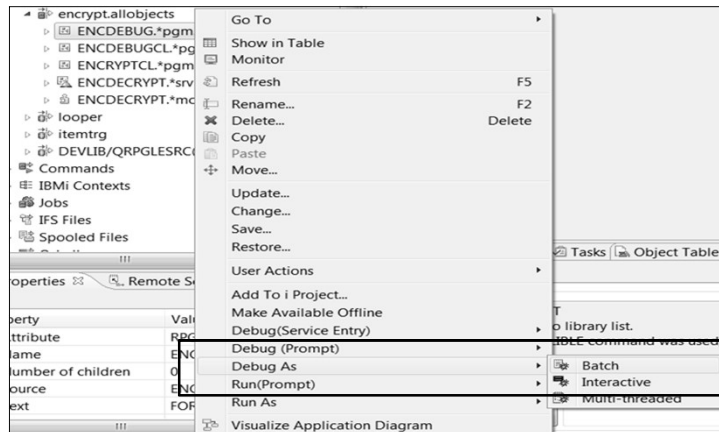 encrypt.allobjects
ENCDEBUG.*pgm
ENCDEBUGCL.*pg
ENCRYPTCL.*pgm
ENCDECRYPT.*srv
ENCDECRYPT.*mo
looper
itemtrg
DEVLIB/QRPGLESRC(
Commands
IBMi Contexts
Jobs
IFS Files
Spooled Files
operties
Remote S
perty
Val
ttribute
RPG
lame
ENC
lumber of children
0
ource
ENC
ext
FOR
Go To
Show in Table
Monitor
Refresh F5
Rename... F2
Delete... Delete
Copy
Paste
Move...
Update...
Change...
Save...
Restore...
User Actions
Add To i Project...
Make Available Offline
Debug(Service Entry)
Debug (Prompt)
Debug As
Run(Prompt)
Run As
Visualize Application Diagram
Tasks
Object Table
T
o library list.
IBLE command was used
Batch
Interactive
Multi-threaded